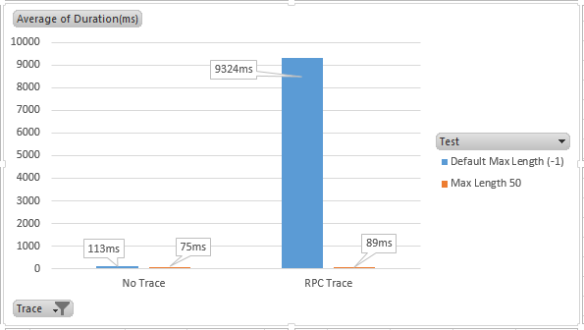 Average of Duration(ms)
10000
9000
8000
7000
6000
5000
4000
3000
2000
1000
0
9324ms
113ms
75ms
89ms
No Trace
RPC Trace
Test
Default Max Length (-1)
Max Length 50
Trace